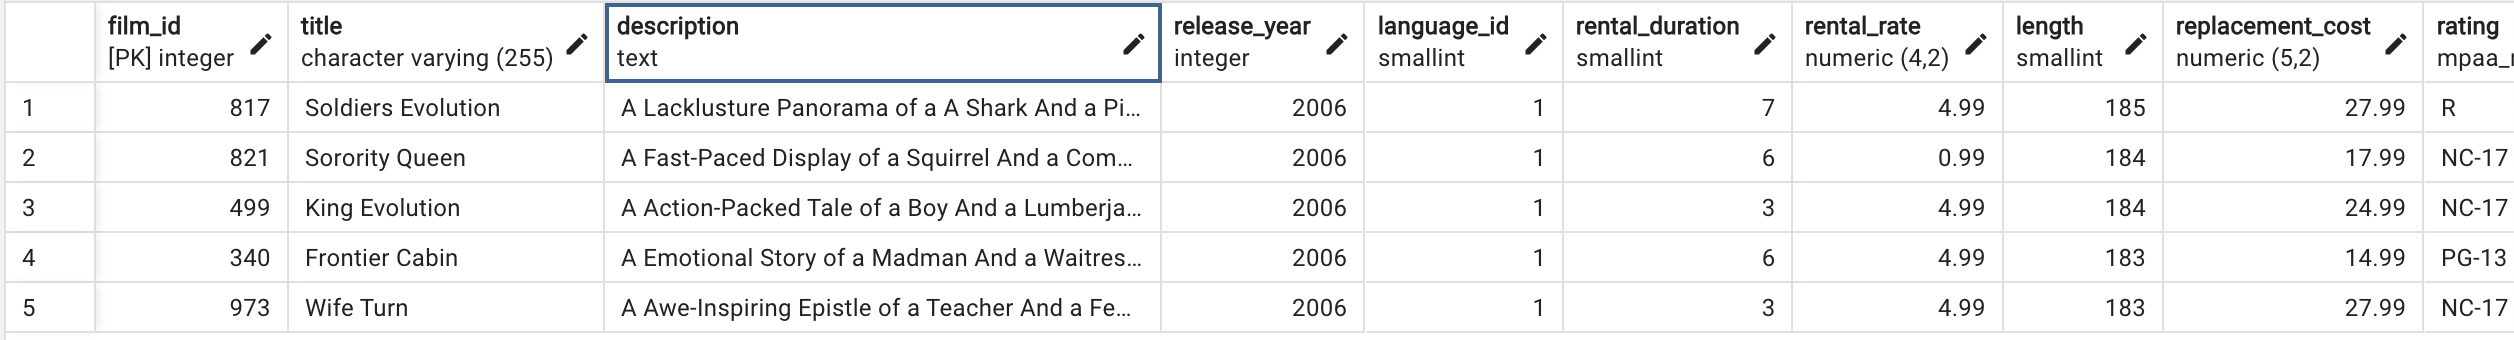 film_id title description release_year language_id rental_duration rental_rate length replacement_cost rating
[PK] integer character varying (255) text integer smallint smallint numeric (4,2) smallint numeric (5,2)
1 817 Soldiers Evolution A Lacklusture Panorama of a A Shark And a Pi... 2006 1 7 4.99 185 27.99 R
2 821 Sorority Queen A Fast-Paced Display of a Squirrel And a Com... 2006 1 6 0.99 184 17.99 NC-17
3 499 King Evolution A Action-Packed Tale of a Boy And a Lumberja... 2006 1 3 4.99 184 24.99 NC-17
4 340 Frontier Cabin A Emotional Story of a Madman And a Waitres... 2006 1 6 4.99 183 14.99 PG-13
5 973 Wife Turn A Awe-Inspiring Epistle of a Teacher And a Fe... 2006 1 3 4.99 183 27.99 NC-17